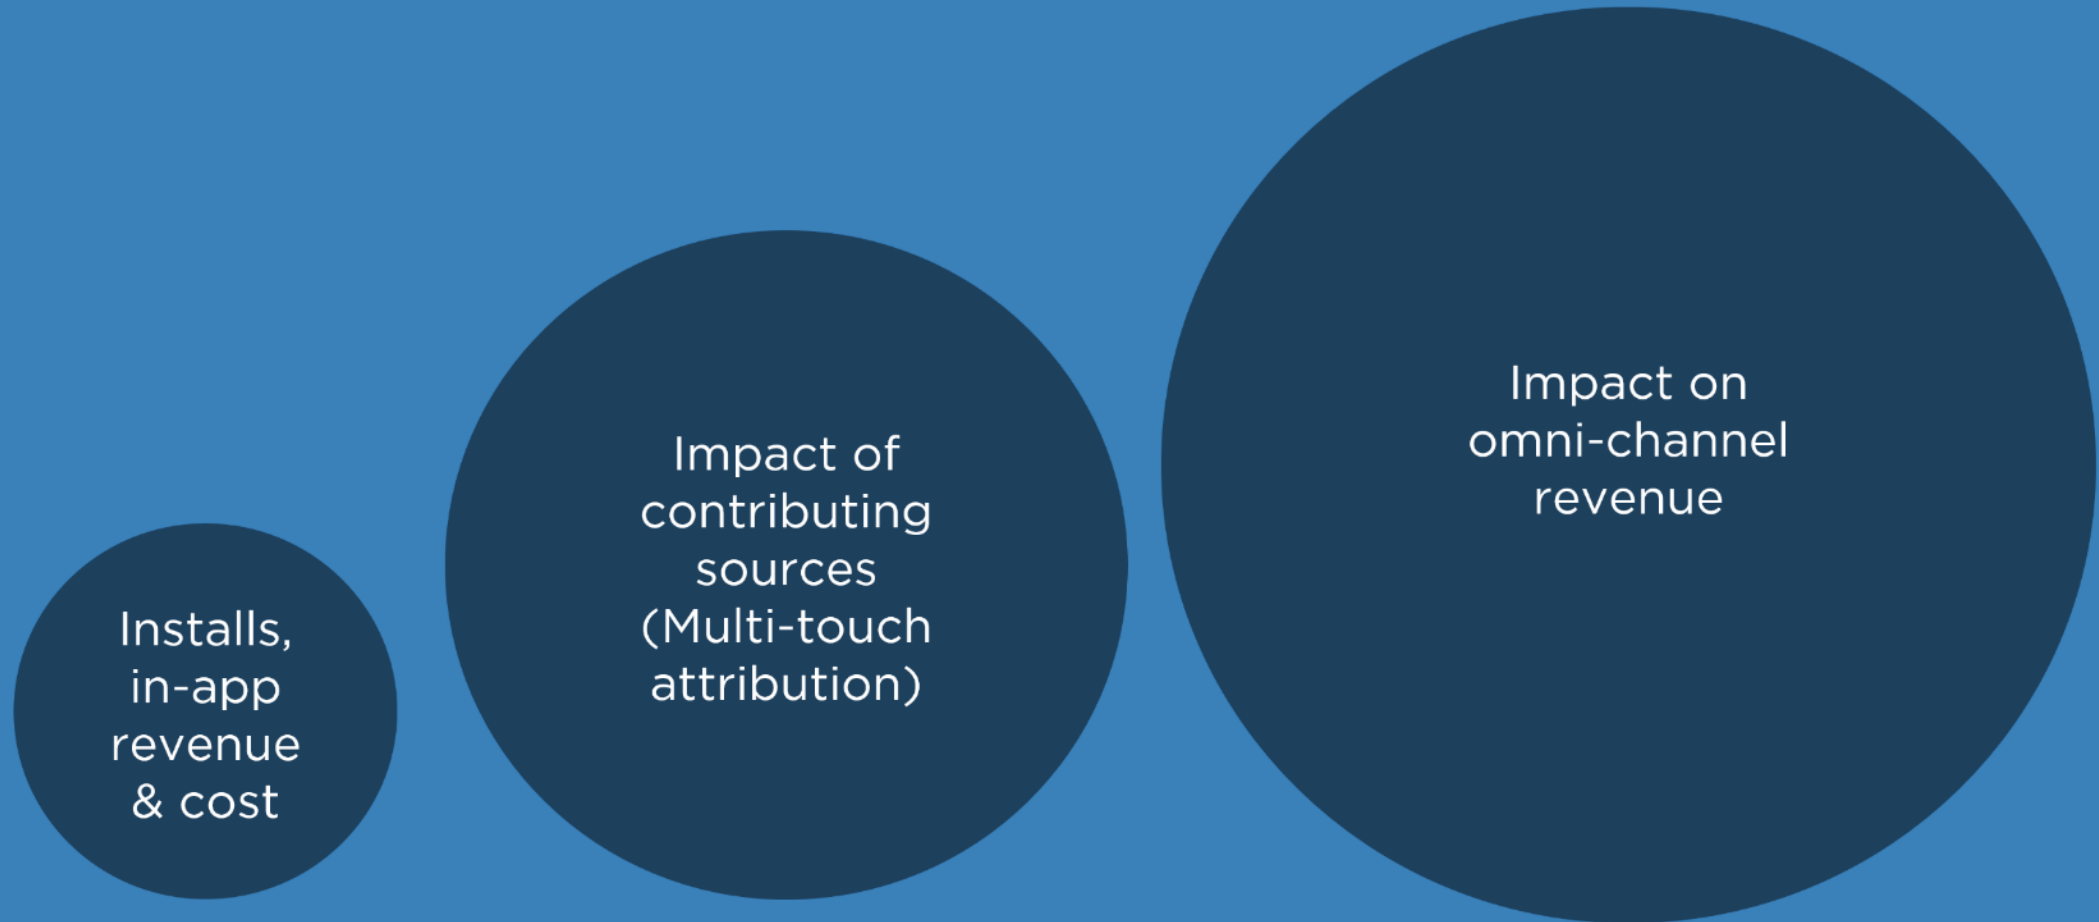 Installs,
in-app
revenue
& cost
Impact of
contributing
sources
(Multi-touch
attribution)
Impact on
omni-channel
revenue